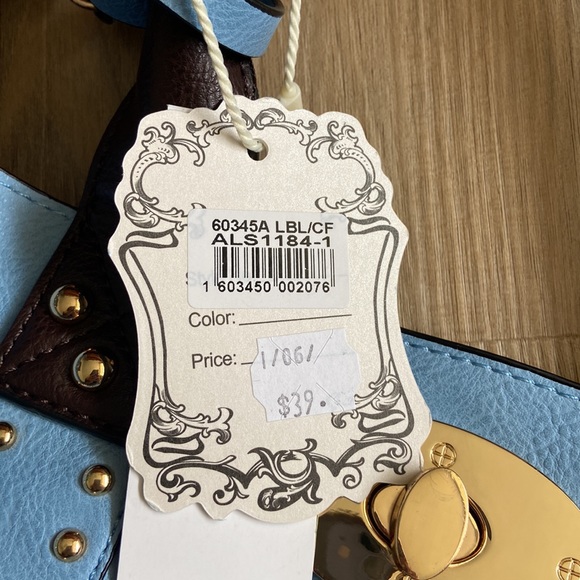 60345A LBL/CF
ALS1184-1
1 603450 002076
Color:
Price:
1/06/
$39.